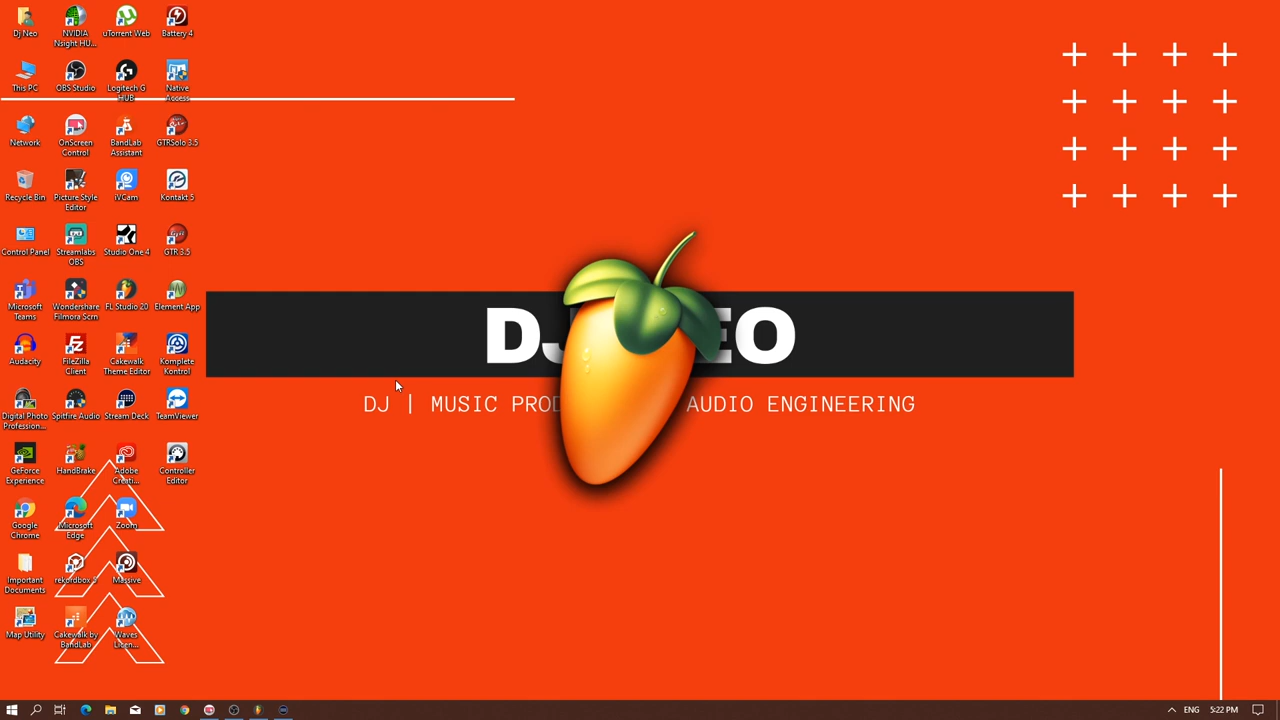 Dj Neo
NVIDIA
Nsight HU...
uTorrent Web
Battery 4
This PC
OBS Studio
Logitech G
HUB
Native
Access
Network
OnScreen
Control
BandLab
Assistant
GTRSolo 3.5
Recycle Bin
Picture Style
Editor
iVCam
Kontakt 5
Control Panel
Streamlabs
OBS
Studio One 4
GTR 3.5
Microsoft
Teams
Wondershare
Filmora Scrn
FL Studio 20
Element App
Audacity
FileZilla
Client
Cakewalk
Theme Editor
Komplete
Kontrol
Digital Photo
Profession...
Spitfire Audio
Stream Deck
TeamViewer
GeForce
Experience
HandBrake
Adobe
Creati...
Controller
Editor
Google
Chrome
Microsoft
Edge
Zoom
Important
Documents
rekordbox 5
Massive
Map Utility
Cakewalk by
BandLab
Waves
Licen...
DJ EO
DJ | MUSIC PROD AUDIO ENGINEERING
ENG 5:22 PM